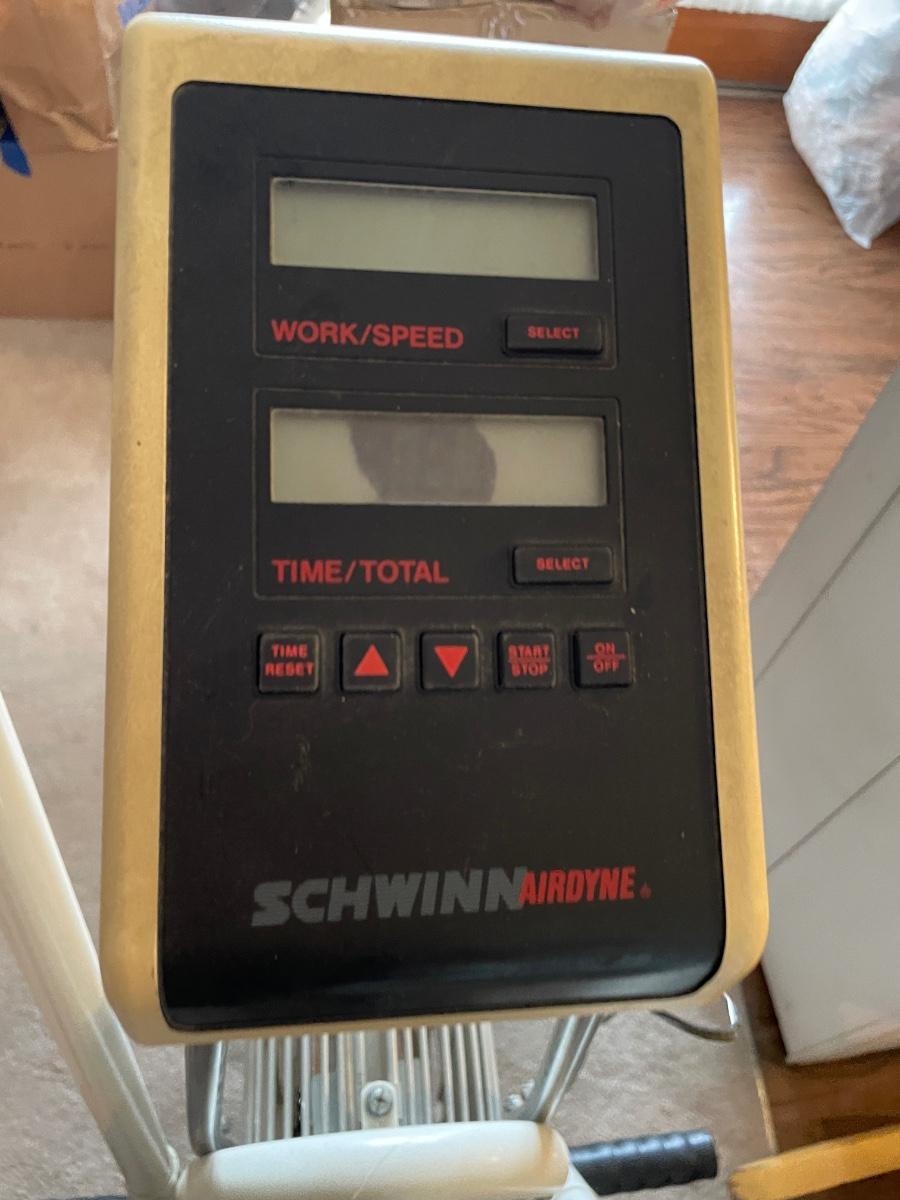 WORK/SPEED SELECT
TIME/TOTAL SELECT
TIME RESET
START STOP
ON OFF
SCHWINN AIRDYNE